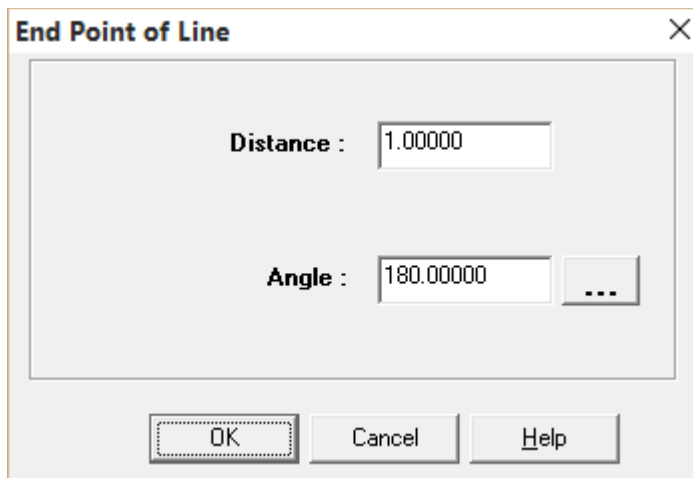 End Point of Line
Distance : 1.00000
Angle : 180.00000 ...
OK Cancel Help